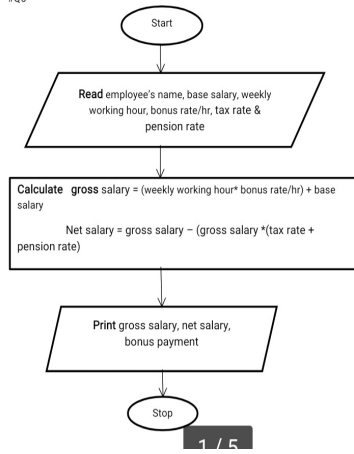 Start
Read employee's name, base salary, weekly
working hour, bonus rate/hr, tax rate &
pension rate
Calculate gross salary = (weekly working hour* bonus rate/hr) + base
salary
Net salary = gross salary – (gross salary *(tax rate +
pension rate)
Print gross salary, net salary,
bonus payment
Stop
1 / 5